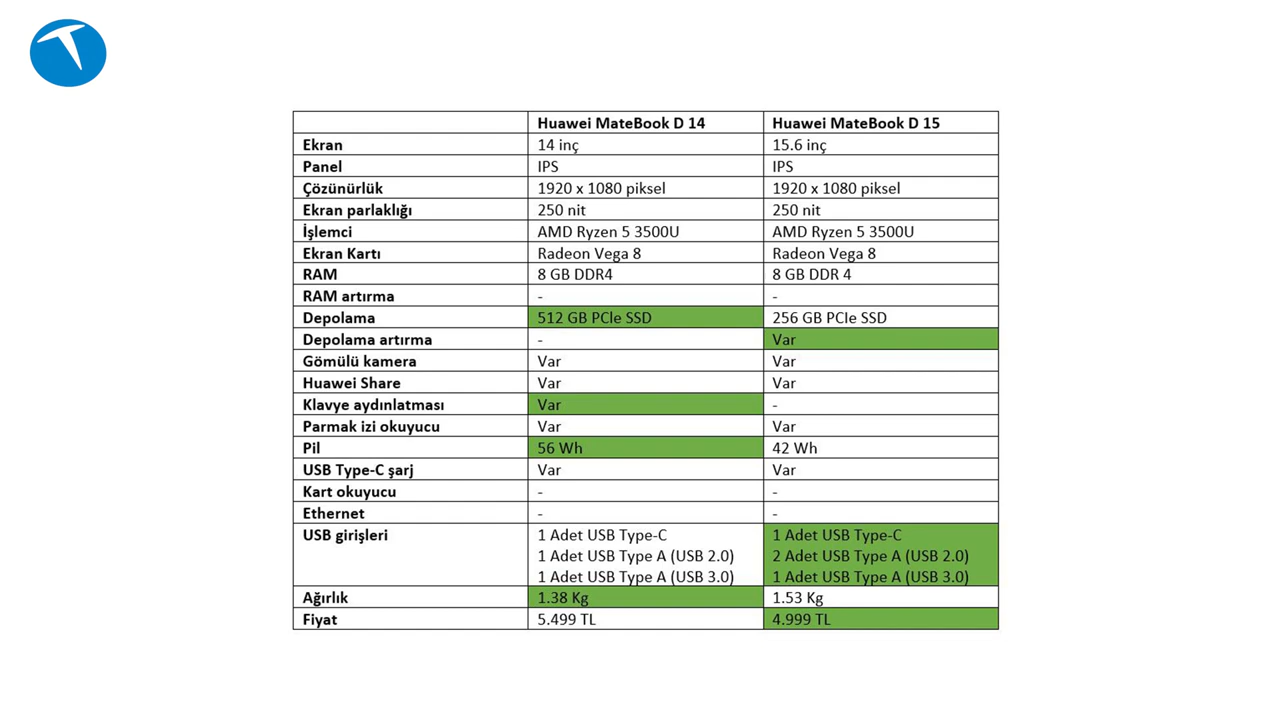 Huawei MateBook D 14 Huawei MateBook D 15
Ekran 14 inç 15.6 inç
Panel IPS IPS
Çözünürlük 1920 x 1080 piksel 1920 x 1080 piksel
Ekran parlaklığı 250 nit 250 nit
İşlemci AMD Ryzen 5 3500U AMD Ryzen 5 3500U
Ekran Kartı Radeon Vega 8 Radeon Vega 8
RAM 8 GB DDR4 8 GB DDR 4
RAM artırma - -
Depolama 512 GB PCIe SSD 256 GB PCIe SSD
Depolama artırma - Var
Gömülü kamera Var Var
Huawei Share Var Var
Klavye aydınlatması Var -
Parmak izi okuyucu Var Var
Pil 56 Wh 42 Wh
USB Type-C şarj Var Var
Kart okuyucu - -
Ethernet - -
USB girişleri 1 Adet USB Type-C 1 Adet USB Type-C
1 Adet USB Type A (USB 2.0) 2 Adet USB Type A (USB 2.0)
1 Adet USB Type A (USB 3.0) 1 Adet USB Type A (USB 3.0)
Ağırlık 1.38 Kg 1.53 Kg
Fiyat 5.499 TL 4.999 TL